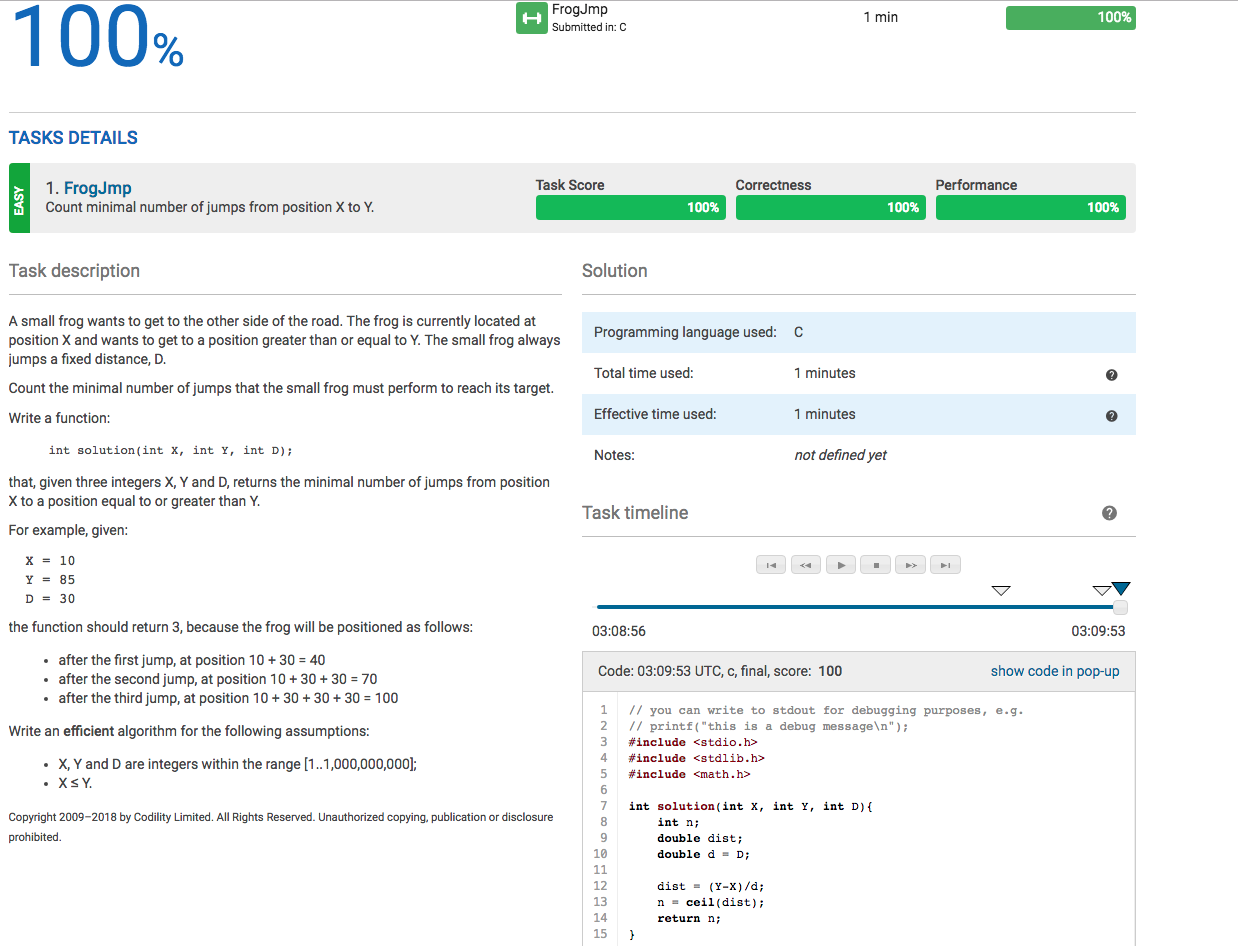 100%
FrogJmp
Submitted in: C
1 min
100%
TASKS DETAILS
EASY
1. FrogJmp
Count minimal number of jumps from position X to Y.
Task Score
100%
Correctness
100%
Performance
100%
Task description
A small frog wants to get to the other side of the road. The frog is currently located at
position X and wants to get to a position greater than or equal to Y. The small frog always
jumps a fixed distance, D.
Count the minimal number of jumps that the small frog must perform to reach its target.
Write a function:
int solution(int X, int Y, int D);
that, given three integers X, Y and D, returns the minimal number of jumps from position
X to a position equal to or greater than Y.
For example, given:
X = 10
Y = 85
D = 30
the function should return 3, because the frog will be positioned as follows:
• after the first jump, at position 10 + 30 = 40
• after the second jump, at position 10 + 30 + 30 = 70
• after the third jump, at position 10 + 30 + 30 + 30 = 100
Write an efficient algorithm for the following assumptions:
• X, Y and D are integers within the range [1..1,000,000,000];
• X ≤ Y.
Copyright 2009–2018 by Codility Limited. All Rights Reserved. Unauthorized copying, publication or disclosure
prohibited.
Solution
Programming language used: C
Total time used: 1 minutes ?
Effective time used: 1 minutes ?
Notes: not defined yet
Task timeline ?
03:08:56
03:09:53
Code: 03:09:53 UTC, c, final, score: 100
show code in pop-up
1 // you can write to stdout for debugging purposes, e.g.
2 // printf("this is a debug message\n");
3 #include <stdio.h>
4 #include <stdlib.h>
5 #include <math.h>
6
7 int solution(int X, int Y, int D){
8 int n;
9 double dist;
10 double d = D;
11
12 dist = (Y-X)/d;
13 n = ceil(dist);
14 return n;
15 }